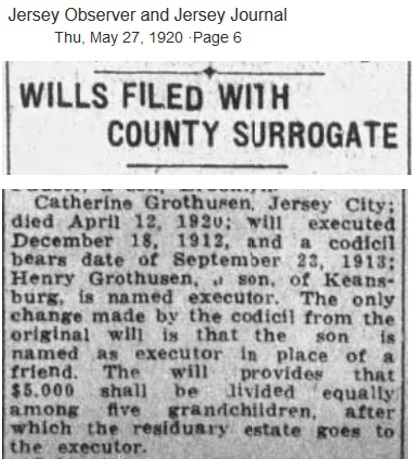 Jersey Observer and Jersey Journal
Thu, May 27, 1920 ·Page 6
WILLS FILED WITH
COUNTY SURROGATE
Catherine Grothusen, Jersey City;
died April 12, 1920; will executed
December 18, 1912, and a codicil
bears date of September 23, 1913;
Henry Grothusen, a son, of Keans-
burg, is named executor. The only
change made by the codicil from the
original will is that the son is
named as executor in place of a
friend. The will provides that
$5.000 shall be divided equally
among five grandchildren, after
which the residuary estate goes to
the executor.